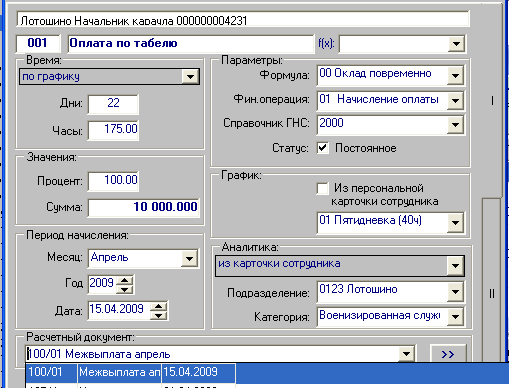 Лотошино Начальник карачла 000000004231
001 Оплата по табелю f(x):
Время:
по графику
Дни: 22
Часы: 175.00
Значения:
Процент: 100.00
Сумма: 10 000.000
Период начисления:
Месяц: Апрель
Год 2009
Дата: 15.04.2009
Параметры:
Формула: 00 Оклад повременно
Фин.операция: 01 Начисление оплаты
Справочник ГНС: 2000
Статус: Постоянное
График:
Из персональной
карточки сотрудника
01 Пятидневка (40ч)
Аналитика:
из карточки сотрудника
Подразделение: 0123 Лотошино
Категория: Военизированная служ
I
II
Расчетный документ:
100/01 Межвыплата апрель >>
100/01 Межвыплата ап 15.04.2009